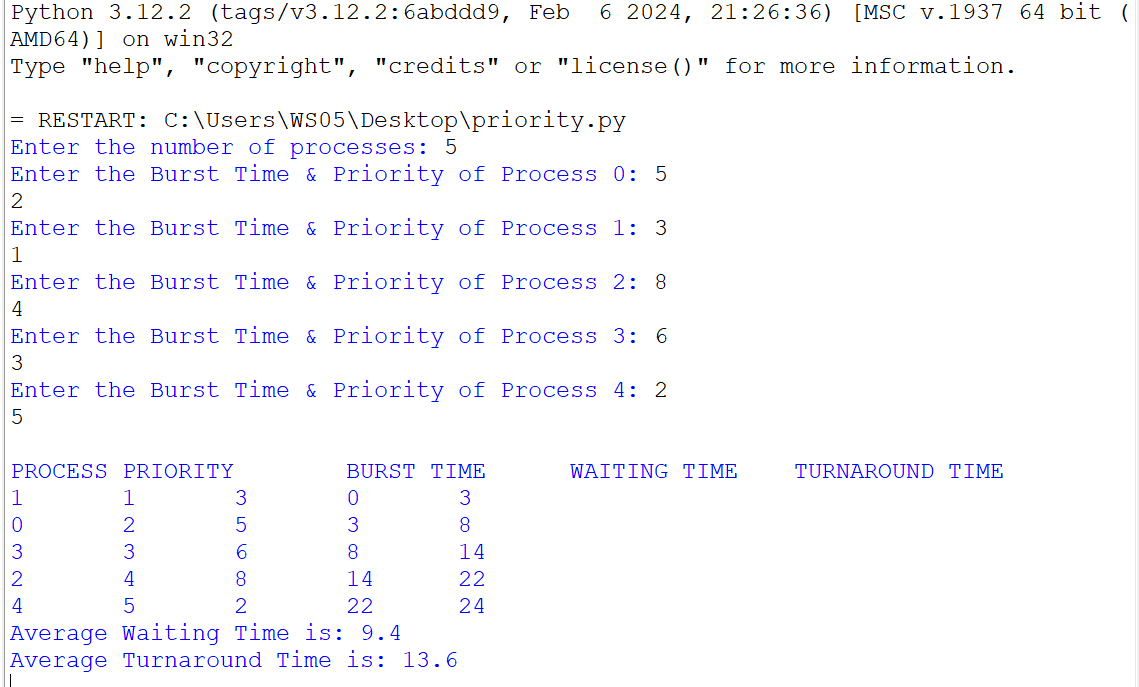 Python 3.12.2 (tags/v3.12.2:6abddd9, Feb  6 2024, 21:26:36) [MSC v.1937 64 bit (
AMD64)] on win32
Type "help", "copyright", "credits" or "license()" for more information.
= RESTART: C:\Users\WS05\Desktop\priority.py
Enter the number of processes: 5
Enter the Burst Time & Priority of Process 0: 5
2
Enter the Burst Time & Priority of Process 1: 3
1
Enter the Burst Time & Priority of Process 2: 8
4
Enter the Burst Time & Priority of Process 3: 6
3
Enter the Burst Time & Priority of Process 4: 2
5
PROCESS PRIORITY        BURST TIME      WAITING TIME    TURNAROUND TIME
1       1       3       0       3
0       2       5       3       8
3       3       6       8       14
2       4       8       14      22
4       5       2       22      24
Average Waiting Time is: 9.4
Average Turnaround Time is: 13.6